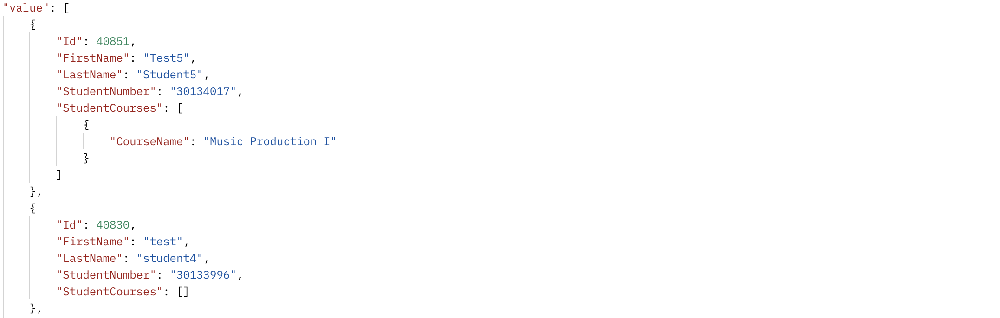 "value": [
    {
        "Id": 40851,
        "FirstName": "Test5",
        "LastName": "Student5",
        "StudentNumber": "30134017",
        "StudentCourses": [
            {
                "CourseName": "Music Production I"
            }
        ]
    },
    {
        "Id": 40830,
        "FirstName": "test",
        "LastName": "student4",
        "StudentNumber": "30133996",
        "StudentCourses": []
    },